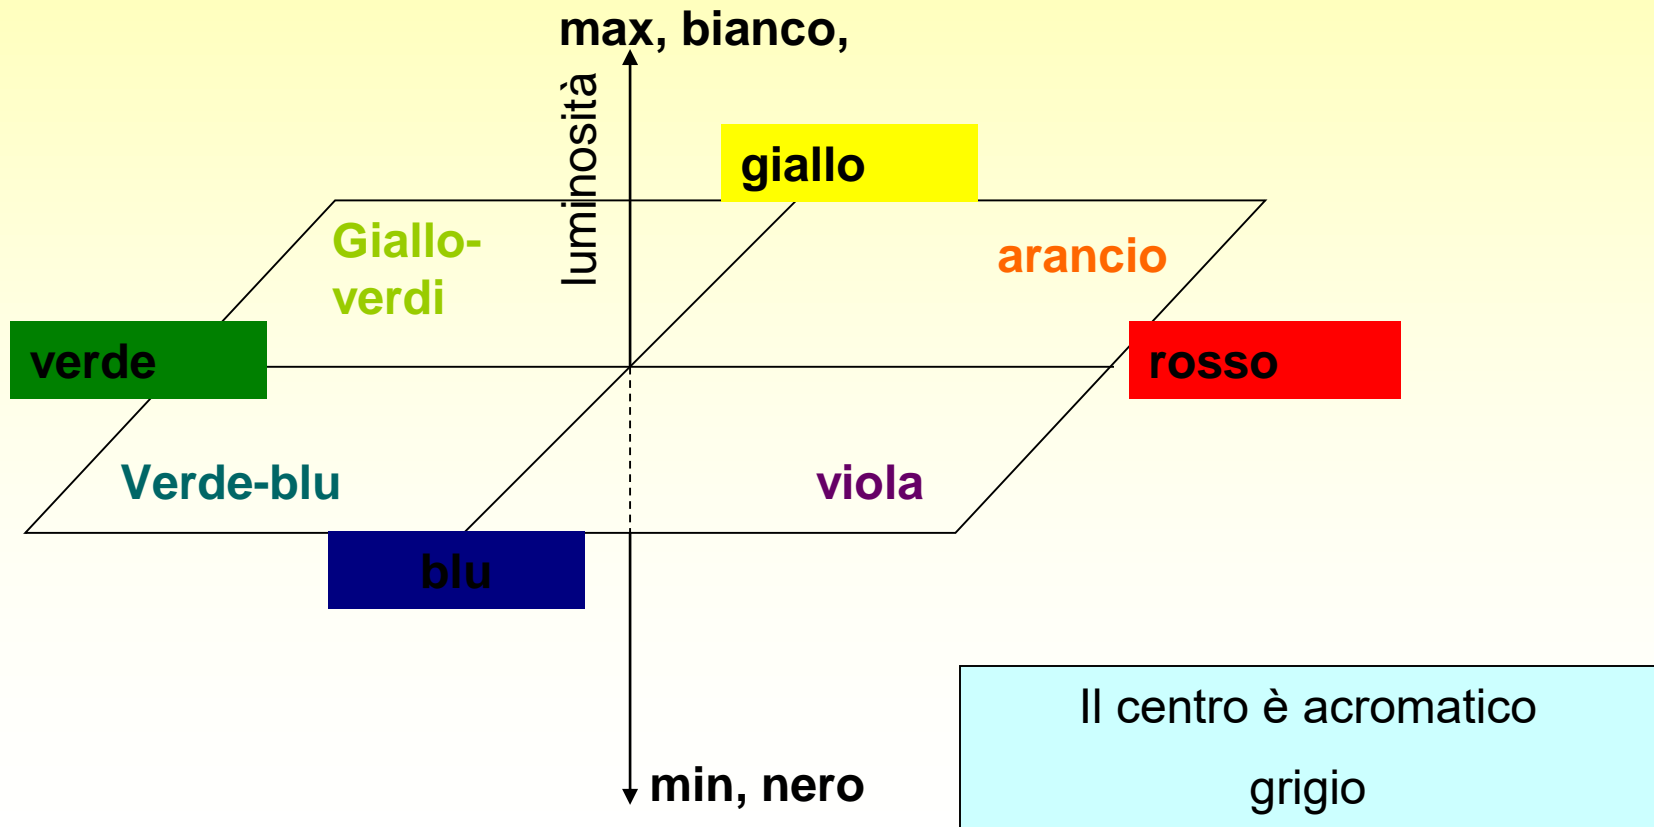 max, bianco,
luminosità
giallo
Giallo-
verdi
arancio
verde
rosso
Verde-blu
viola
blu
Il centro è acromatico
grigio
min, nero